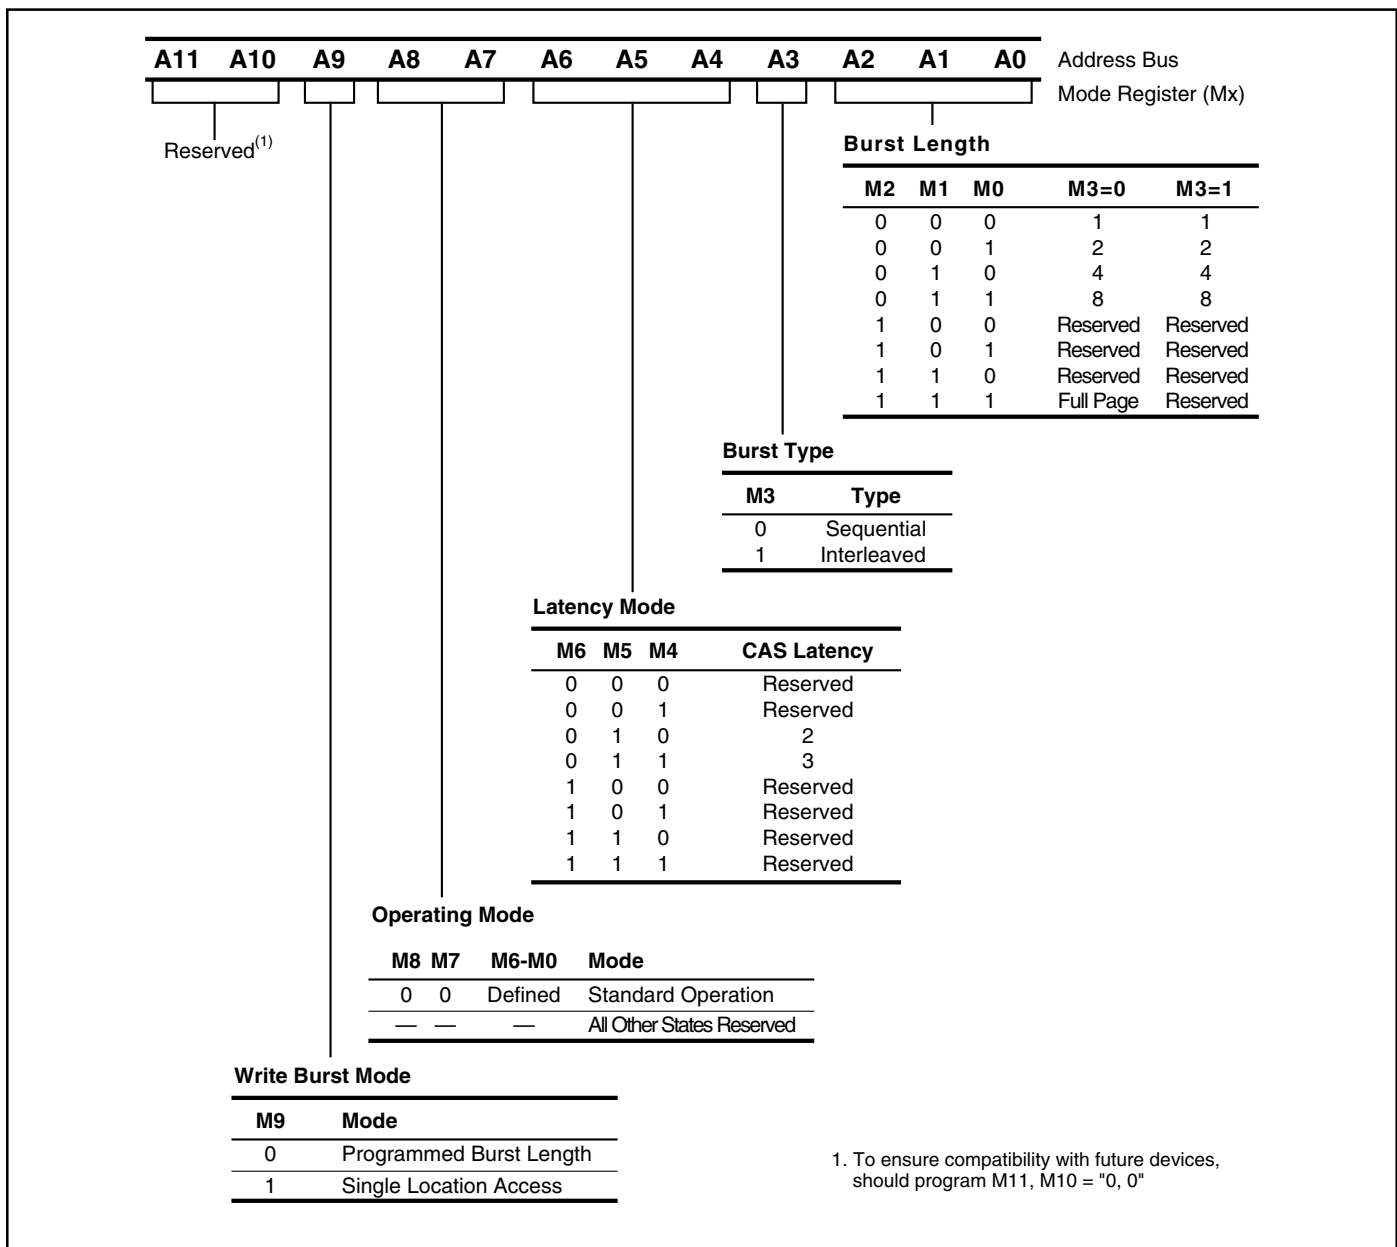 A11 A10 A9 A8 A7 A6 A5 A4 A3 A2 A1 A0 Address Bus
Mode Register (Mx)
Reserved(1)
Burst Length
M2 M1 M0 M3=0 M3=1
0 0 0 1 1
0 0 1 2 2
0 1 0 4 4
0 1 1 8 8
1 0 0 Reserved Reserved
1 0 1 Reserved Reserved
1 1 0 Reserved Reserved
1 1 1 Full Page Reserved
Burst Type
M3 Type
0 Sequential
1 Interleaved
Latency Mode
M6 M5 M4 CAS Latency
0 0 0 Reserved
0 0 1 Reserved
0 1 0 2
0 1 1 3
1 0 0 Reserved
1 0 1 Reserved
1 1 0 Reserved
1 1 1 Reserved
Operating Mode
M8 M7 M6-M0 Mode
0 0 Defined Standard Operation
— — — All Other States Reserved
Write Burst Mode
M9 Mode
0 Programmed Burst Length
1 Single Location Access
1. To ensure compatibility with future devices,
should program M11, M10 = "0, 0"